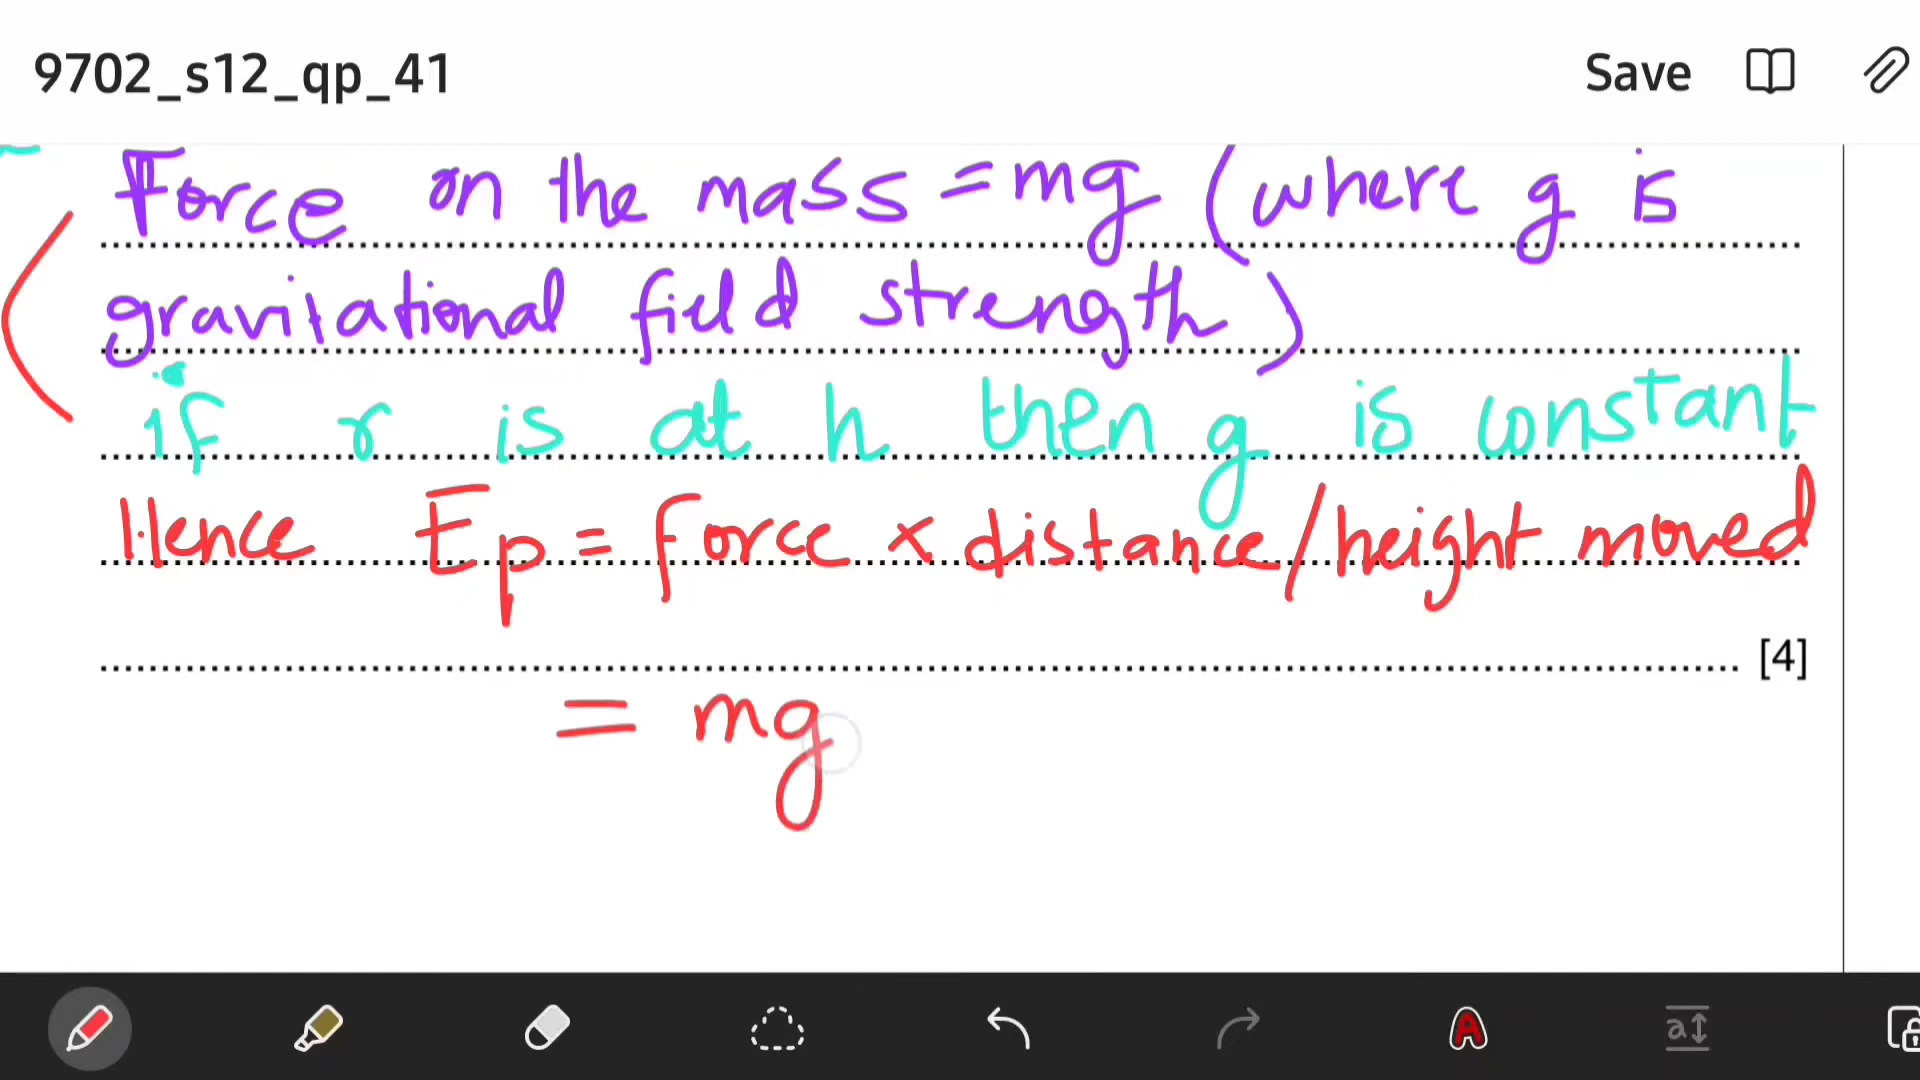 9702_s12_qp_41 Save
Force on the mass = mg (where g is
gravitational field strength)
if r is at h then g is constant
Hence Ep = force × distance/height moved
[4]
= mg